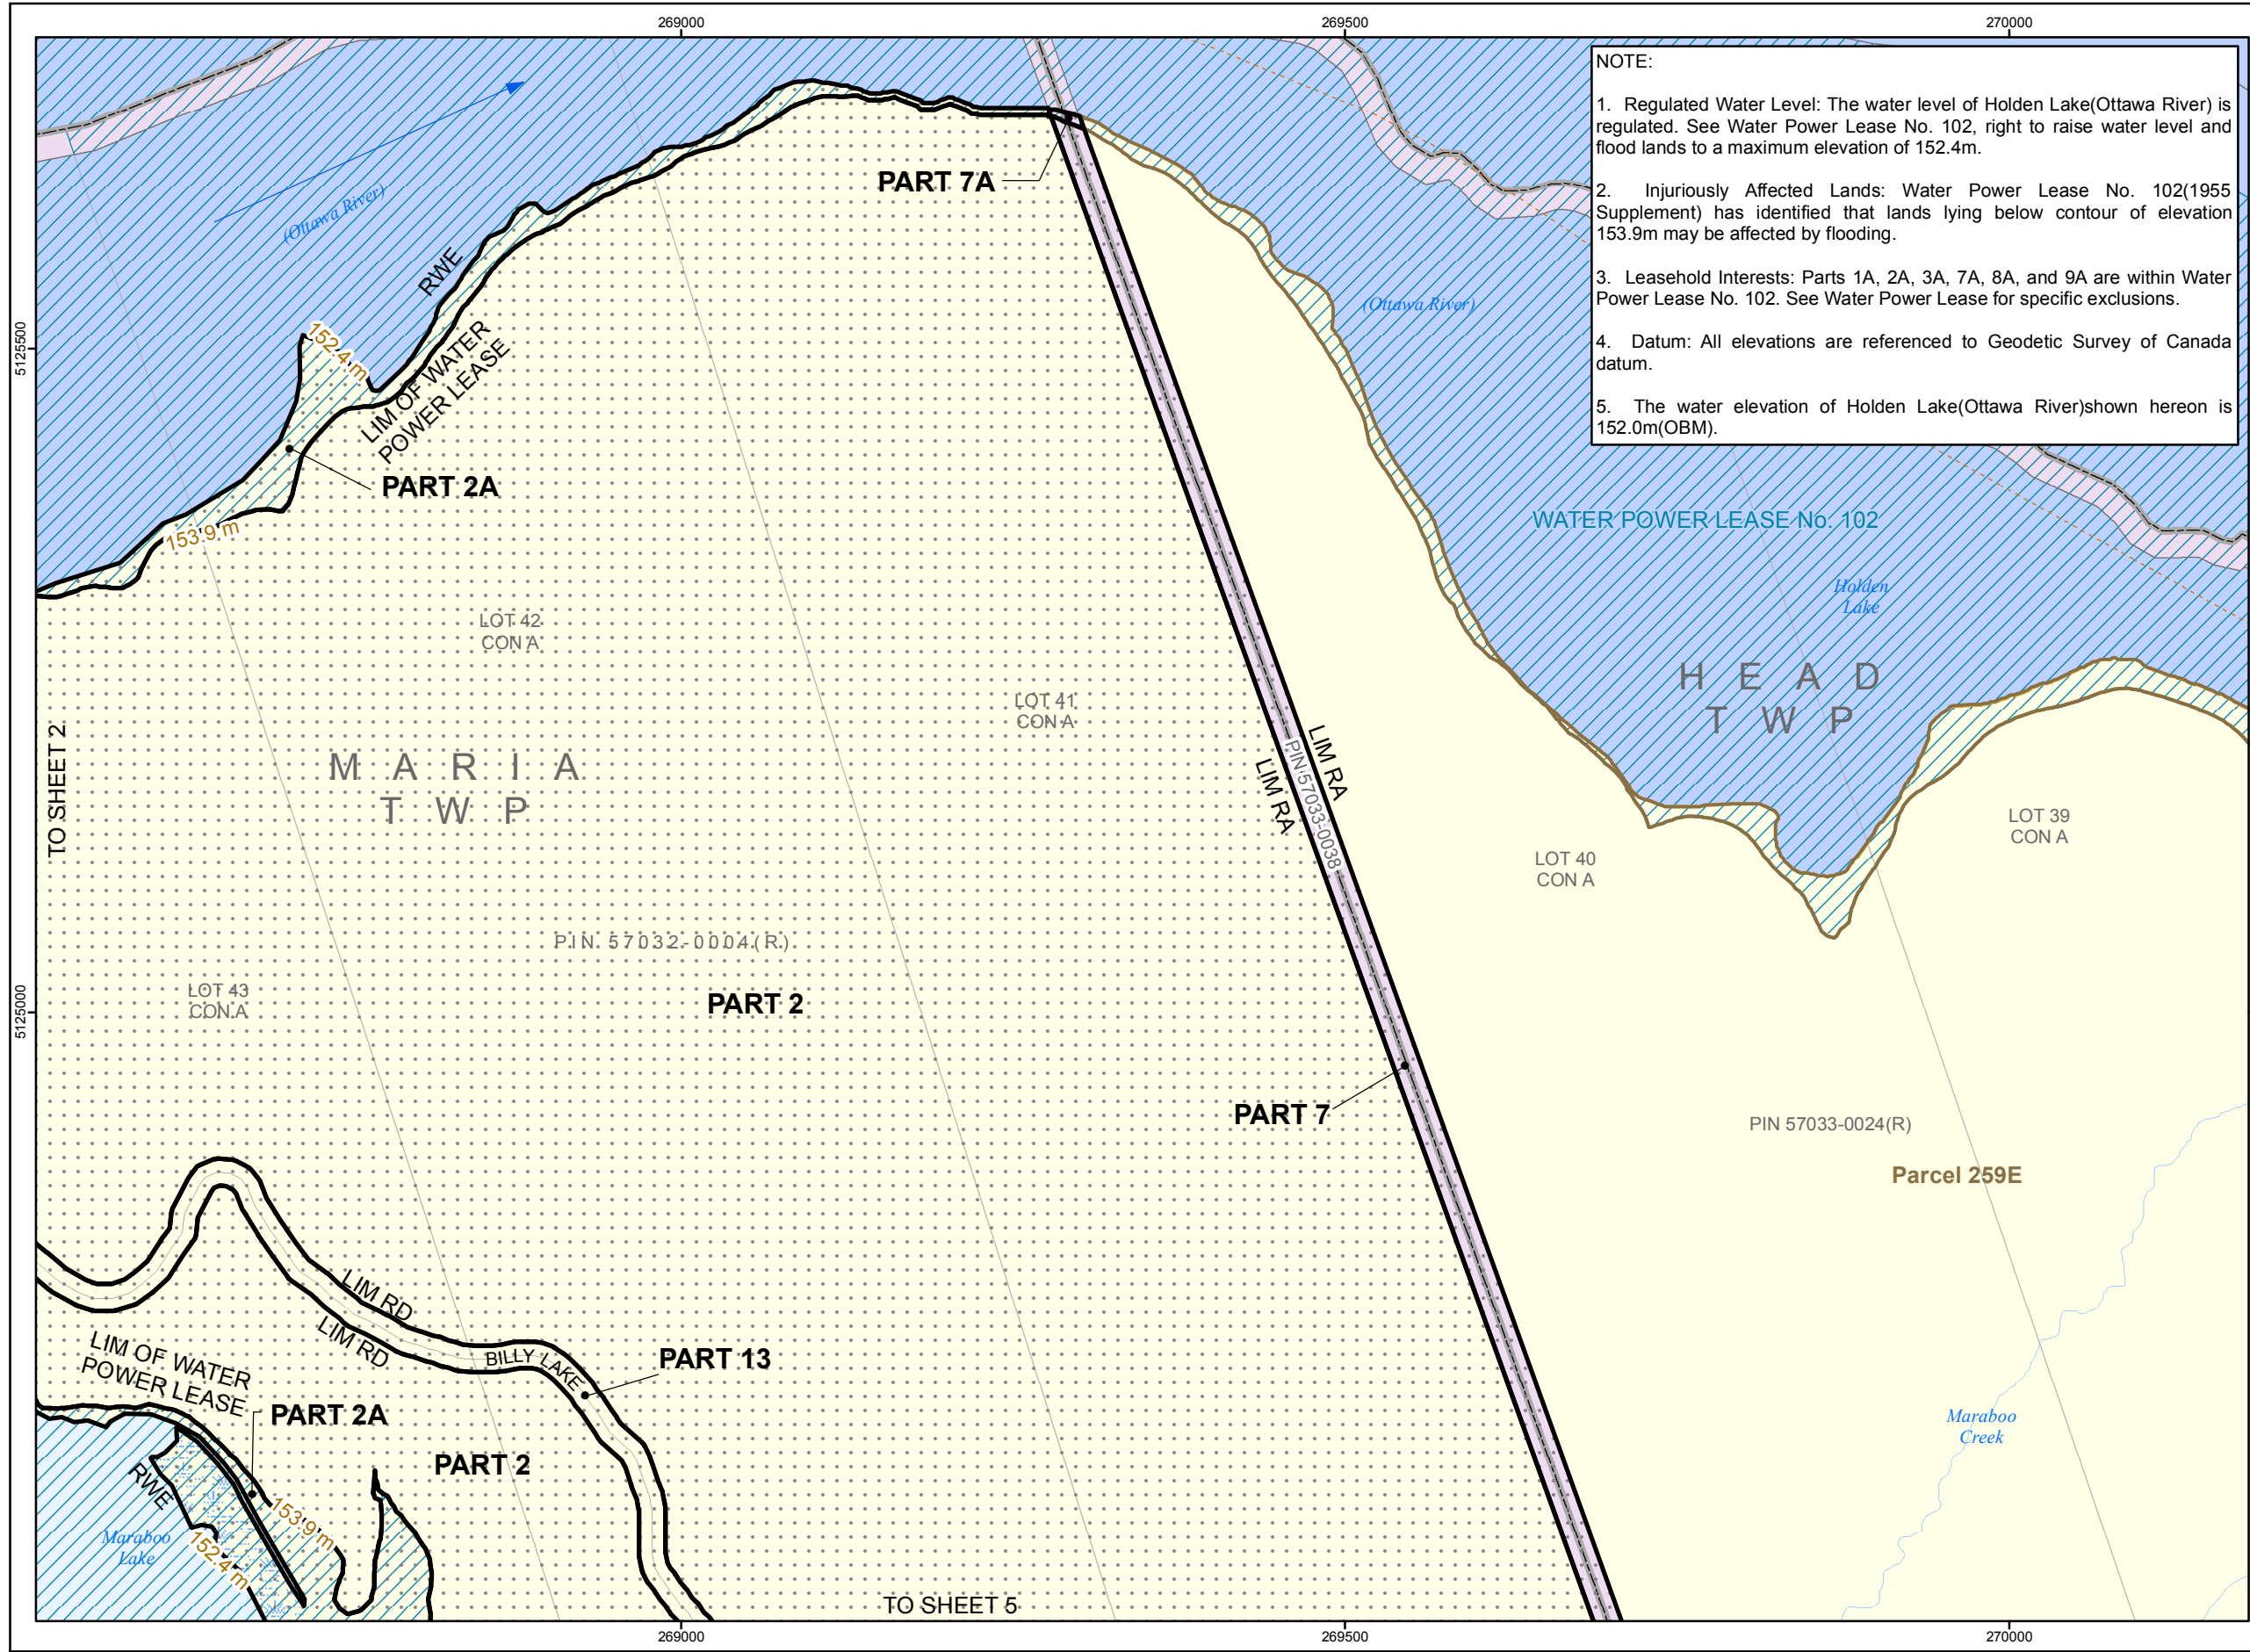 269000
269500
270000
NOTE:
1. Regulated Water Level: The water level of Holden Lake(Ottawa River) is
regulated. See Water Power Lease No. 102, right to raise water level and
flood lands to a maximum elevation of 152.4m.
2. Injuriously Affected Lands: Water Power Lease No. 102(1955
Supplement) has identified that lands lying below contour of elevation
153.9m may be affected by flooding.
3. Leasehold Interests: Parts 1A, 2A, 3A, 7A, 8A, and 9A are within Water
Power Lease No. 102. See Water Power Lease for specific exclusions.
4. Datum: All elevations are referenced to Geodetic Survey of Canada
datum.
5. The water elevation of Holden Lake(Ottawa River)shown hereon is
152.0m(OBM).
PART 7A
(Ottawa River)
RWE
(Ottawa River)
5125500
152.4 m
LIM OF WATER
POWER LEASE
PART 2A
153.9 m
WATER POWER LEASE No. 102
Holden
Lake
LOT 42
CON A
HEAD
TWP
LOT 41
CON A
TO SHEET 2
MARIA
TWP
LIM RA
PIN 57033-0038
LIM RA
LOT 39
CON A
LOT 40
CON A
PIN 57032-0004(R)
LOT 43
CON A
PART 2
5125000
PART 7
PIN 57033-0024(R)
Parcel 259E
LIM RD
LIM RD
BILLY LAKE
PART 13
LIM OF WATER
POWER LEASE
PART 2A
PART 2
RWE
153.9 m
152.4 m
Maraboo
Lake
Maraboo
Creek
TO SHEET 5
269000
269500
270000